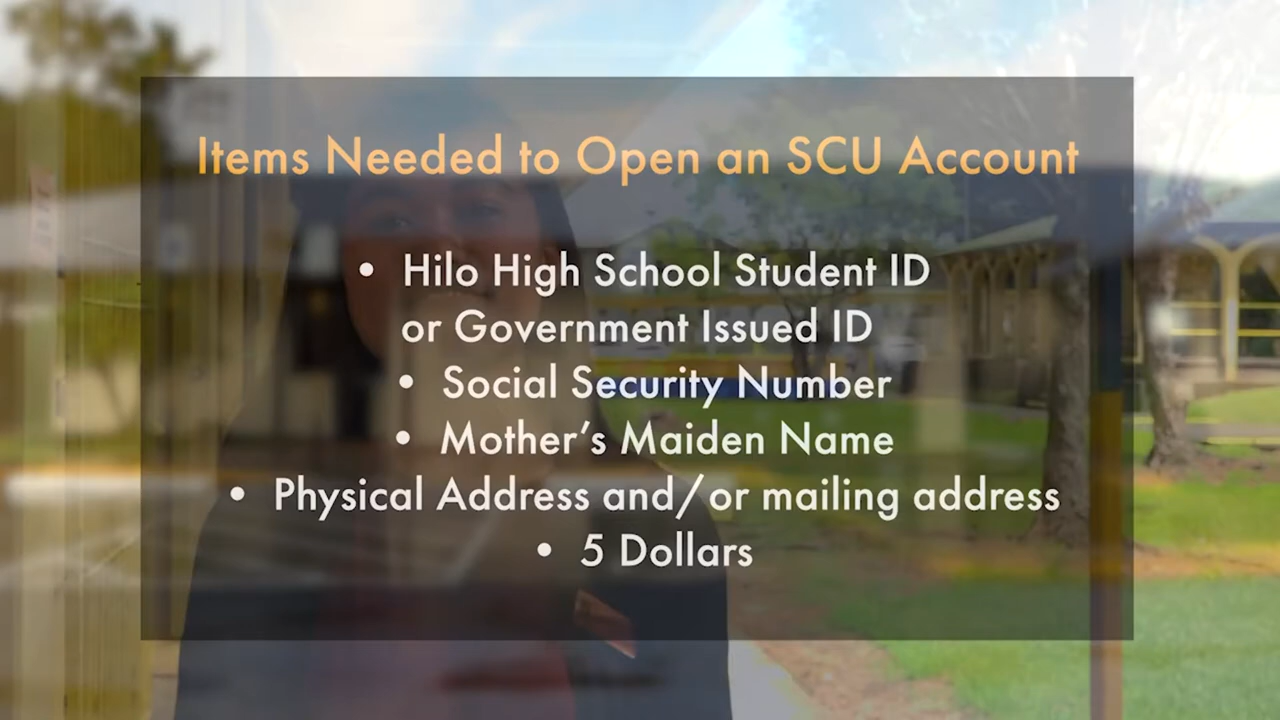 Items Needed to Open an SCU Account
• Hilo High School Student ID
or Government Issued ID
• Social Security Number
• Mother’s Maiden Name
• Physical Address and/or mailing address
• 5 Dollars